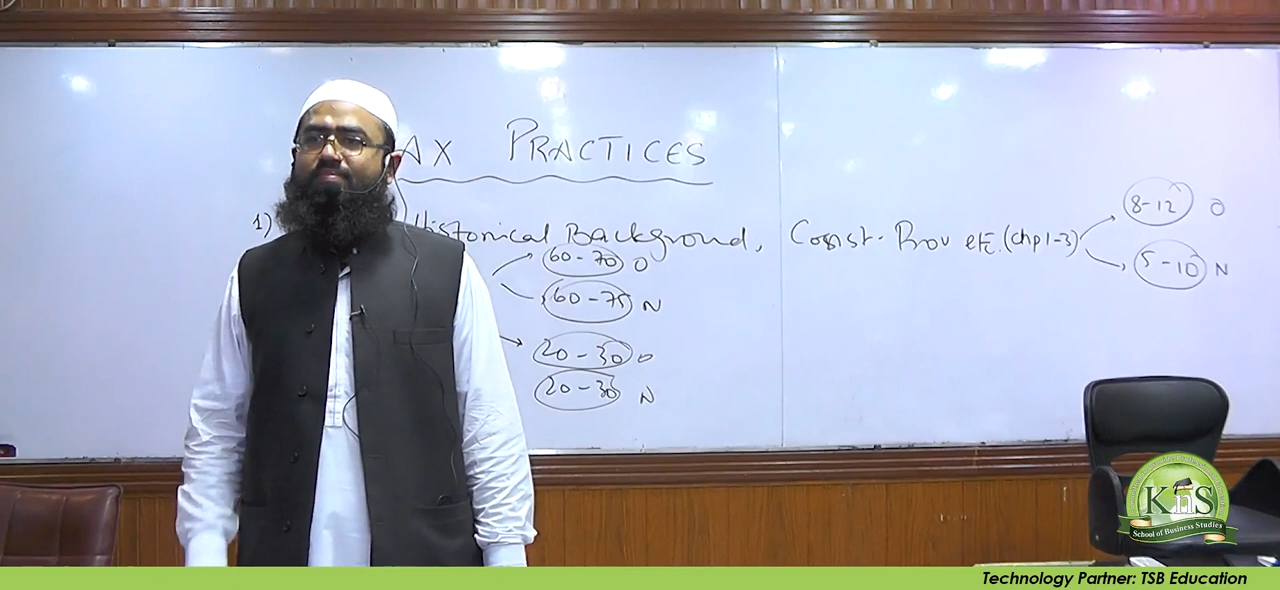 AX PRACTICES
8-12 O
1) Historical Background, Const. Prov etc. (chp 1-3)
60-70 O
5-10 N
60-75 N
20-30 O
20-30 N
KnS
School of Business Studies
Technology Partner: TSB Education